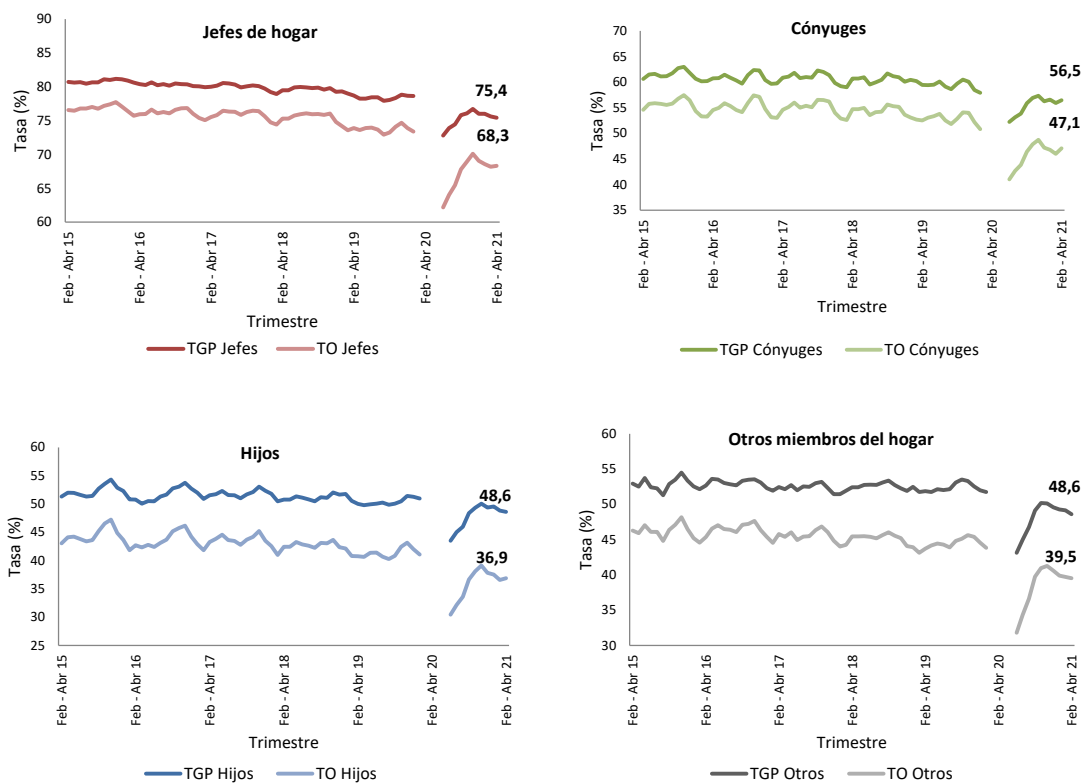 Jefes de hogar
Tasa (%)
90
85
80
75
70
65
60
75,4
68,3
Feb - Abr 15
Feb - Abr 16
Feb - Abr 17
Feb - Abr 18
Feb - Abr 19
Feb - Abr 20
Feb - Abr 21
Trimestre
TGP Jefes TO Jefes
Cónyuges
Tasa (%)
70
65
60
55
50
45
40
35
56,5
47,1
Feb - Abr 15
Feb - Abr 16
Feb - Abr 17
Feb - Abr 18
Feb - Abr 19
Feb - Abr 20
Feb - Abr 21
Trimestre
TGP Cónyuges TO Cónyuges
Hijos
Tasa (%)
60
55
50
45
40
35
30
25
48,6
36,9
Feb - Abr 15
Feb - Abr 16
Feb - Abr 17
Feb - Abr 18
Feb - Abr 19
Feb - Abr 20
Feb - Abr 21
Trimestre
TGP Hijos TO Hijos
Otros miembros del hogar
Tasa (%)
60
55
50
45
40
35
30
48,6
39,5
Feb - Abr 15
Feb - Abr 16
Feb - Abr 17
Feb - Abr 18
Feb - Abr 19
Feb - Abr 20
Feb - Abr 21
Trimestre
TGP Otros TO Otros